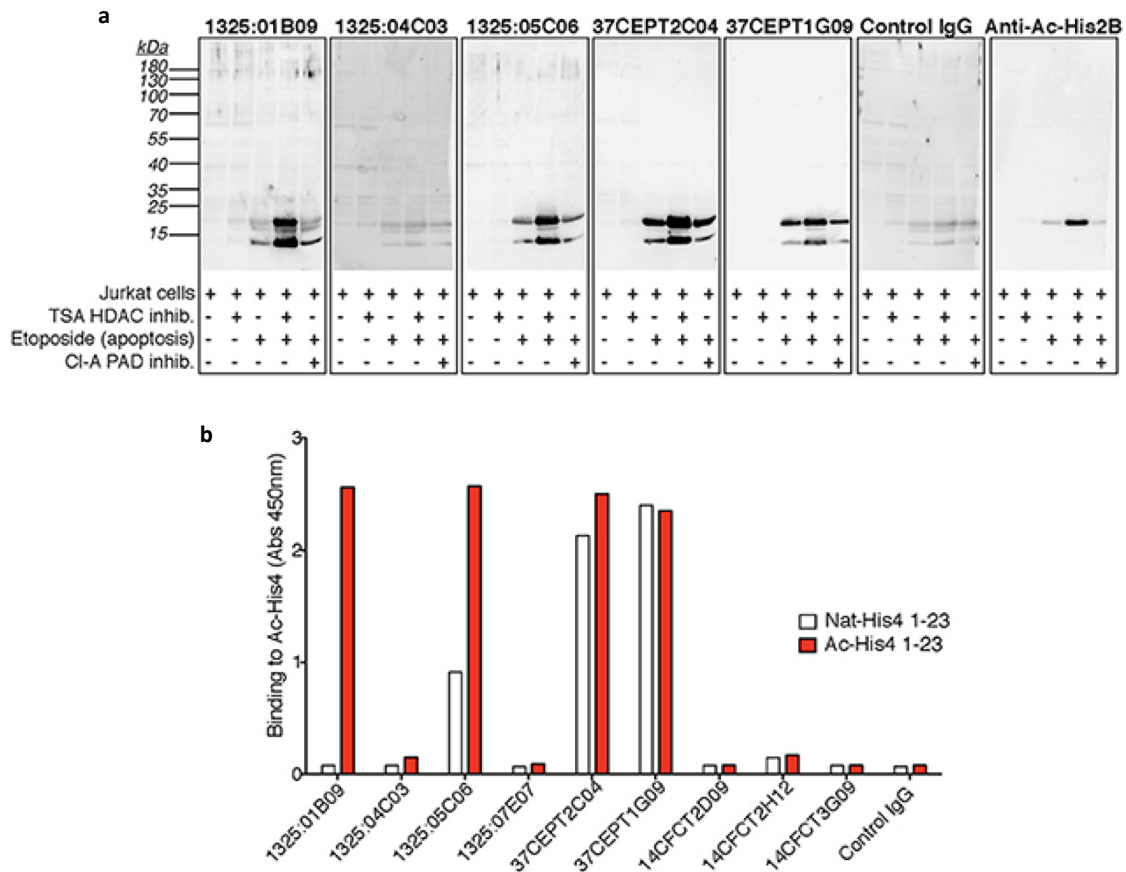 a
1325:01B09 1325:04C03 1325:05C06 37CEPT2C04 37CEPT1G09 Control IgG Anti-Ac-His2B
kDa
180
130
100
70
55
40
35
25
15
Jurkat cells + + + + + + + + + + + + + + + + + + + + + + + + + + + + + + + + + + +
TSA HDAC inhib. - + - + - - + - + - - + - + - - + - + - - + - + - - + - + - - + - + -
Etoposide (apoptosis) - - + + + - - + + + - - + + + - - + + + - - + + + - - + + + - - + + +
Cl-A PAD inhib. - - - - + - - - - + - - - - + - - - - + - - - - + - - - - + - - - - +
b
Binding to Ac-His4 (Abs 450nm)
3
2
1
0
Nat-His4 1-23
Ac-His4 1-23
1325:01B09
1325:04C03
1325:05C06
1325:07E07
37CEPT2C04
37CEPT1G09
14CFCT2D09
14CFCT2H12
14CFCT3G09
Control IgG